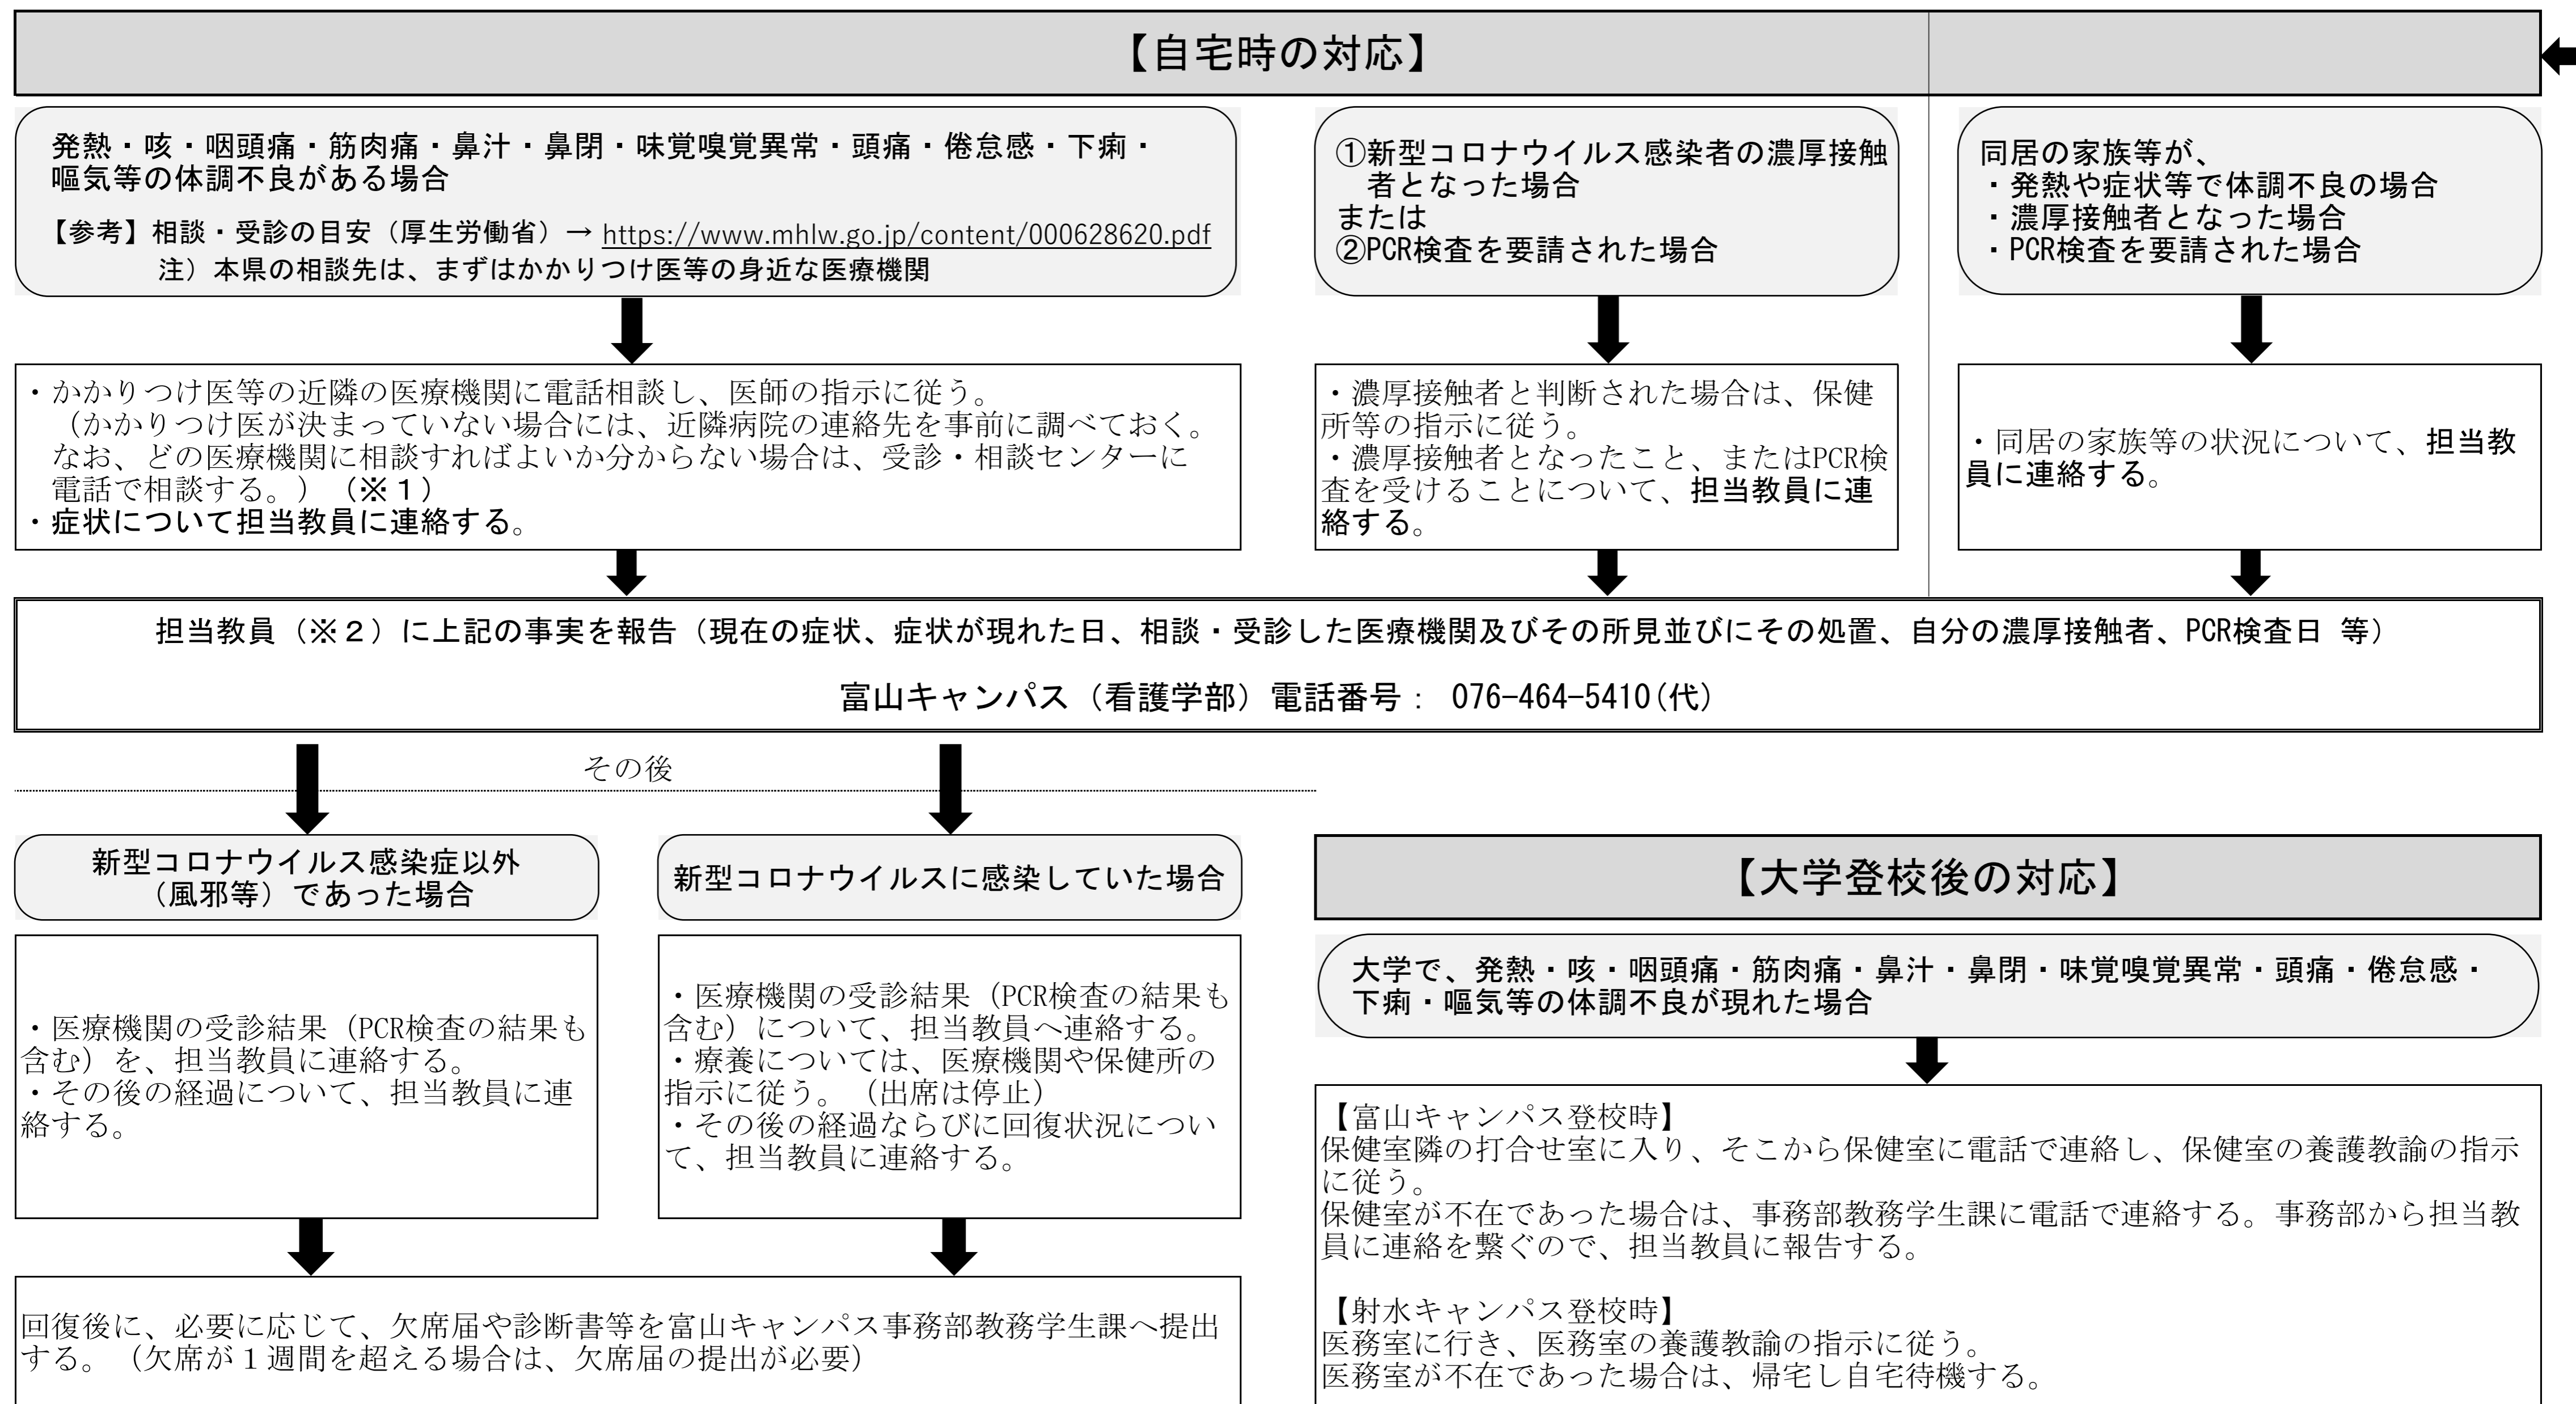 【自宅時の対応】
発熱・咳・咽頭痛・筋肉痛・鼻汁・鼻閉・味覚嗅覚異常・頭痛・倦怠感・下痢・
嘔気等の体調不良がある場合
【参考】相談・受診の目安（厚生労働省）→ https://www.mhlw.go.jp/content/000628620.pdf
注）本県の相談先は、まずはかかりつけ医等の身近な医療機関
①新型コロナウイルス感染者の濃厚接触
者となった場合
または
②PCR検査を要請された場合
同居の家族等が、
・発熱や症状等で体調不良の場合
・濃厚接触者となった場合
・PCR検査を要請された場合
・かかりつけ医等の近隣の医療機関に電話相談し、医師の指示に従う。
（かかりつけ医が決まっていない場合には、近隣病院の連絡先を事前に調べておく。
なお、どの医療機関に相談すればよいか分からない場合は、受診・相談センターに
電話で相談する。）（※１）
・症状について担当教員に連絡する。
・濃厚接触者と判断された場合は、保健
所等の指示に従う。
・濃厚接触者となったこと、またはPCR検
査を受けることについて、担当教員に連
絡する。
・同居の家族等の状況について、担当教
員に連絡する。
担当教員（※２）に上記の事実を報告（現在の症状、症状が現れた日、相談・受診した医療機関及びその所見並びにその処置、自分の濃厚接触者、PCR検査日 等）
富山キャンパス（看護学部）電話番号： 076-464-5410(代)
その後
新型コロナウイルス感染症以外
（風邪等）であった場合
新型コロナウイルスに感染していた場合
・医療機関の受診結果（PCR検査の結果も
含む）を、担当教員に連絡する。
・その後の経過について、担当教員に連
絡する。
・医療機関の受診結果（PCR検査の結果も
含む）について、担当教員へ連絡する。
・療養については、医療機関や保健所の
指示に従う。（出席は停止）
・その後の経過ならびに回復状況につい
て、担当教員に連絡する。
回復後に、必要に応じて、欠席届や診断書等を富山キャンパス事務部教務学生課へ提出
する。（欠席が１週間を超える場合は、欠席届の提出が必要）
【大学登校後の対応】
大学で、発熱・咳・咽頭痛・筋肉痛・鼻汁・鼻閉・味覚嗅覚異常・頭痛・倦怠感・
下痢・嘔気等の体調不良が現れた場合
【富山キャンパス登校時】
保健室隣の打合せ室に入り、そこから保健室に電話で連絡し、保健室の養護教諭の指示
に従う。
保健室が不在であった場合は、事務部教務学生課に電話で連絡する。事務部から担当教
員に連絡を繋ぐので、担当教員に報告する。
【射水キャンパス登校時】
医務室に行き、医務室の養護教諭の指示に従う。
医務室が不在であった場合は、帰宅し自宅待機する。